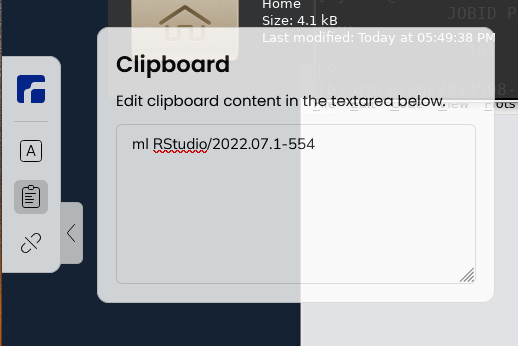 JOBID P
Home
Size: 4.1 kB
Last modified: Today at 05:49:38 PM
Clipboard
Edit clipboard content in the textarea below.
Plots
A
ml RStudio/2022.07.1-554